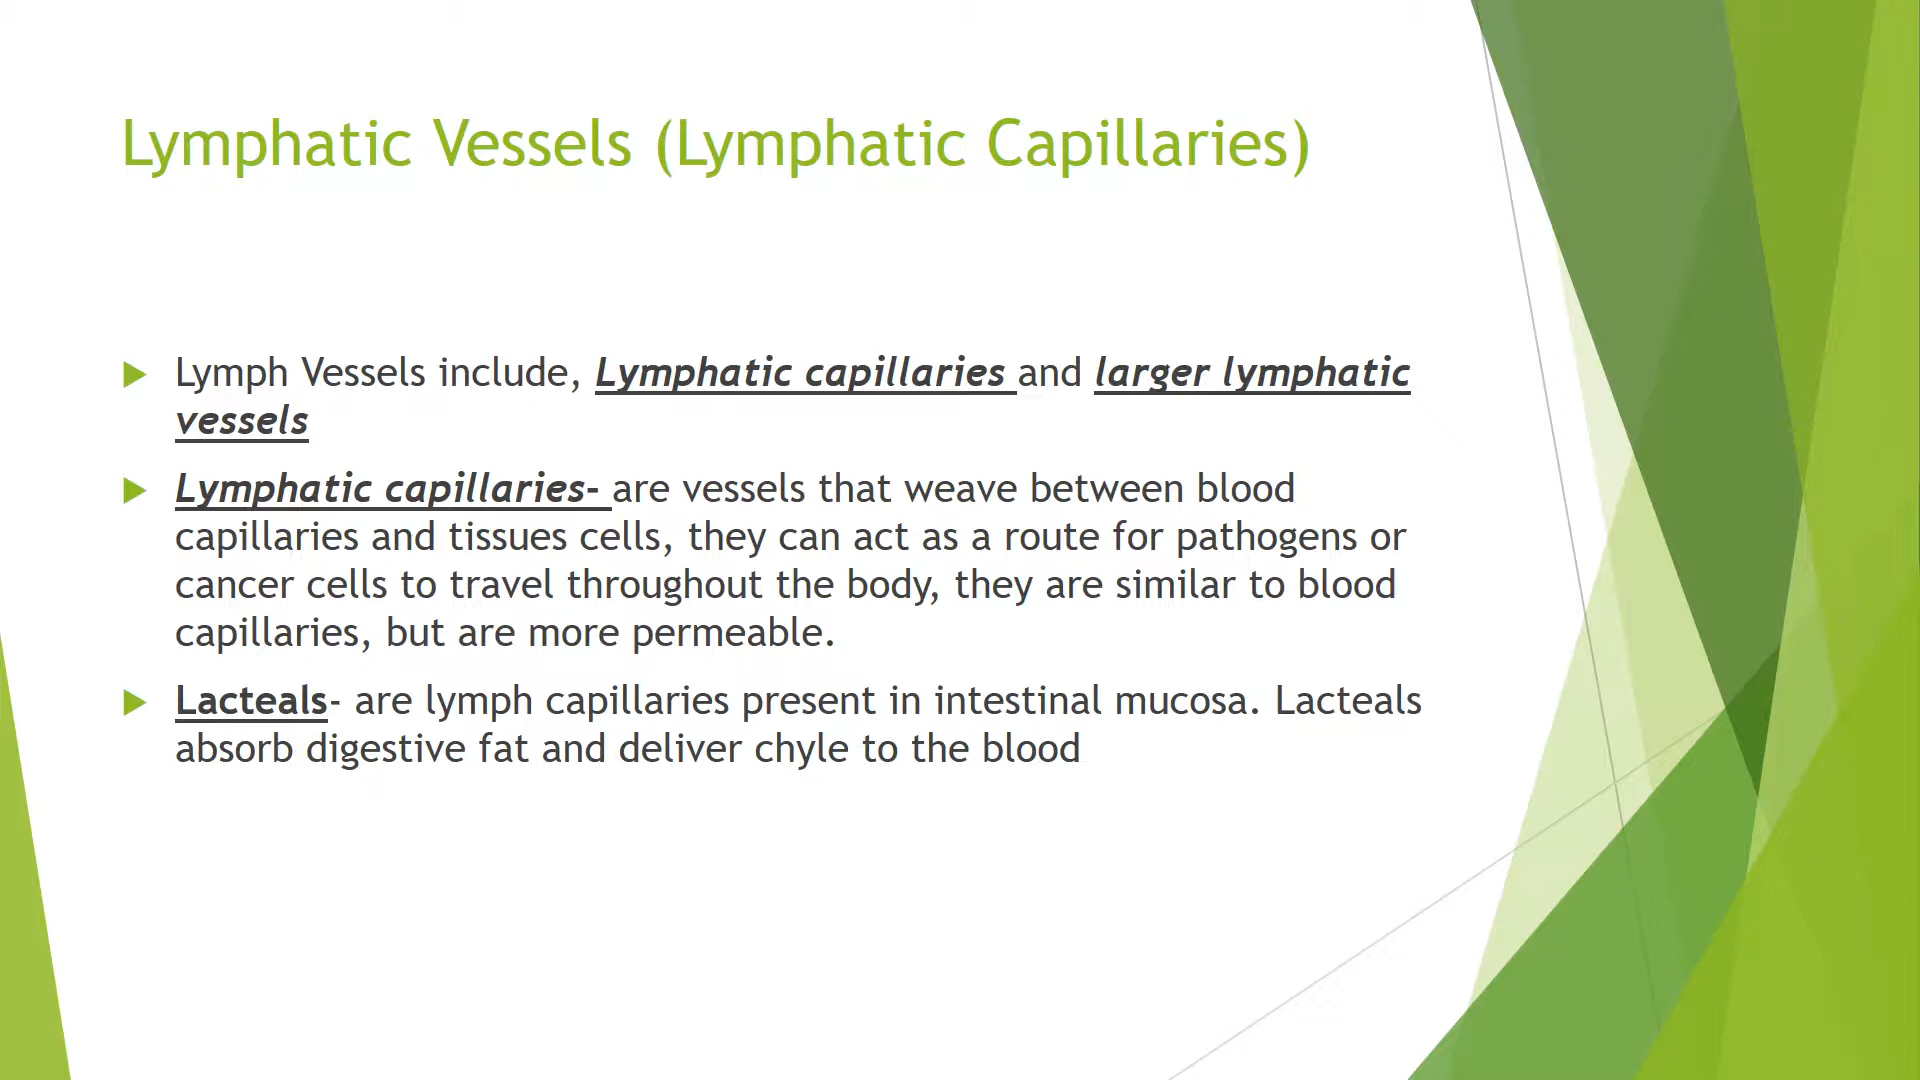 Lymphatic Vessels (Lymphatic Capillaries)
Lymph Vessels include, Lymphatic capillaries and larger lymphatic
vessels
Lymphatic capillaries- are vessels that weave between blood
capillaries and tissues cells, they can act as a route for pathogens or
cancer cells to travel throughout the body, they are similar to blood
capillaries, but are more permeable.
Lacteals- are lymph capillaries present in intestinal mucosa. Lacteals
absorb digestive fat and deliver chyle to the blood